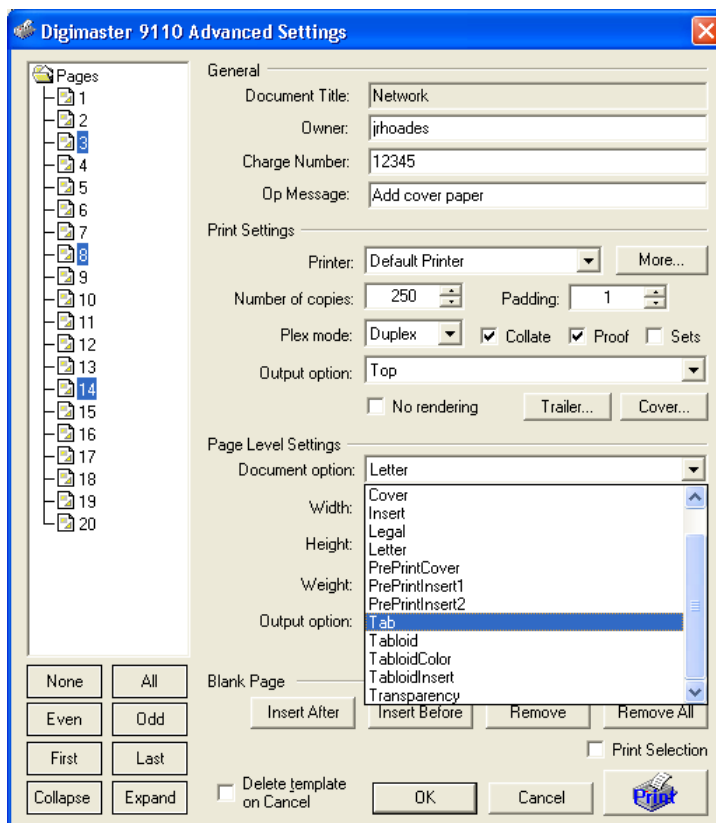 Digimaster 9110 Advanced Settings
Pages
1
2
3
4
5
6
7
8
9
10
11
12
13
14
15
16
17
18
19
20
None All
Even Odd
First Last
Collapse Expand
General
Document Title: Network
Owner: jrhoades
Charge Number: 12345
Op Message: Add cover paper
Print Settings
Printer: Default Printer More...
Number of copies: 250 Padding: 1
Plex mode: Duplex Collate Proof Sets
Output option: Top
No rendering Trailer... Cover...
Page Level Settings
Document option: Letter
Width:
Height:
Weight:
Output option:
Cover
Insert
Legal
Letter
PrePrintCover
PrePrintInsert1
PrePrintInsert2
Tab
Tabloid
TabloidColor
TabloidInsert
Transparency
Blank Page
Insert After Insert Before Remove Remove All
Print Selection
Delete template
on Cancel
OK Cancel Print